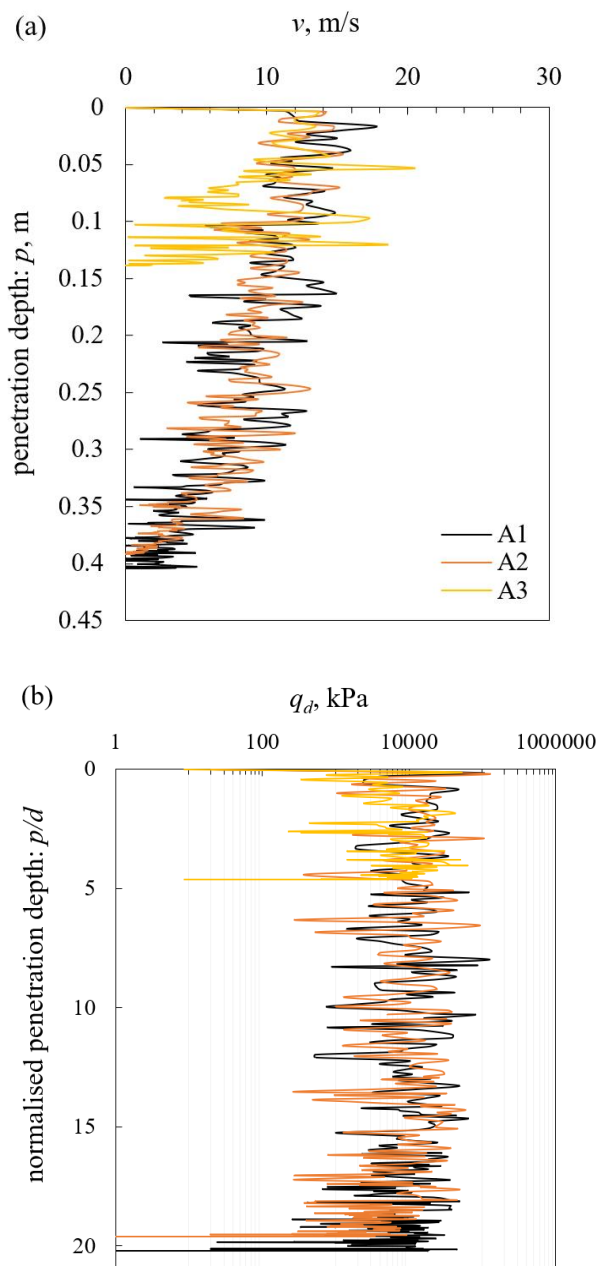 (a)
v, m/s
0 10 20 30
0
0.05
0.1
0.15
0.2
0.25
0.3
0.35
0.4
0.45
penetration depth: p, m
A1
A2
A3
(b)
q_d, kPa
1 100 10000 1000000
0
5
10
15
20
normalised penetration depth: p/d